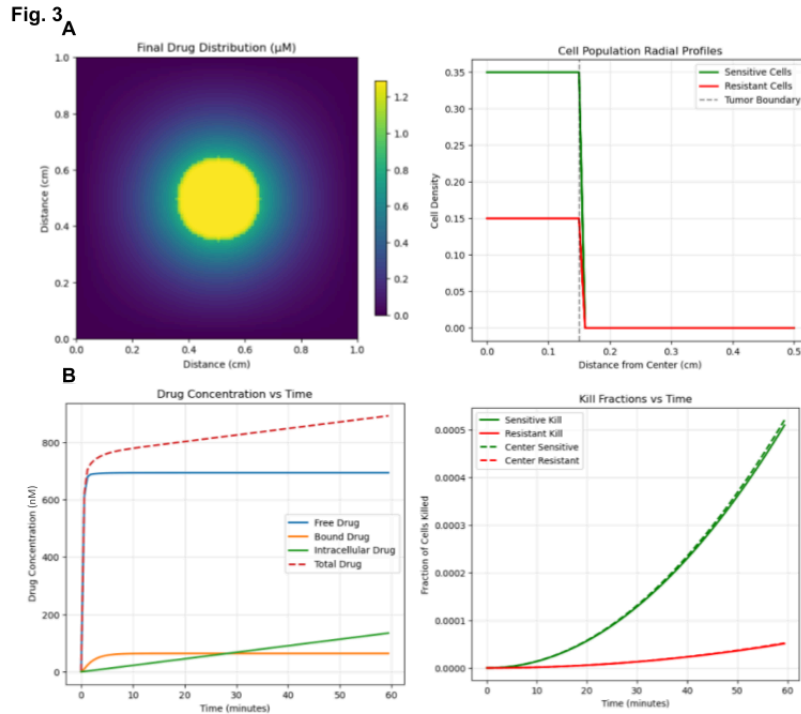 Fig. 3
A
Final Drug Distribution (μM)
1.0
0.8
0.6
0.4
0.2
0.0
Distance (cm)
0.0 0.2 0.4 0.6 0.8 1.0
Distance (cm)
1.2
1.0
0.8
0.6
0.4
0.2
0.0
Cell Population Radial Profiles
Sensitive Cells
Resistant Cells
Tumor Boundary
0.35
0.30
0.25
0.20
0.15
0.10
0.05
0.00
Cell Density
0.0 0.1 0.2 0.3 0.4 0.5
Distance from Center (cm)
B
Drug Concentration vs Time
800
600
400
200
0
Drug Concentration (nM)
Free Drug
Bound Drug
Intracellular Drug
Total Drug
0 10 20 30 40 50 60
Time (minutes)
Kill Fractions vs Time
Sensitive Kill
Resistant Kill
Center Sensitive
Center Resistant
0.0005
0.0004
0.0003
0.0002
0.0001
0.0000
Fraction of Cells Killed
0 10 20 30 40 50 60
Time (minutes)